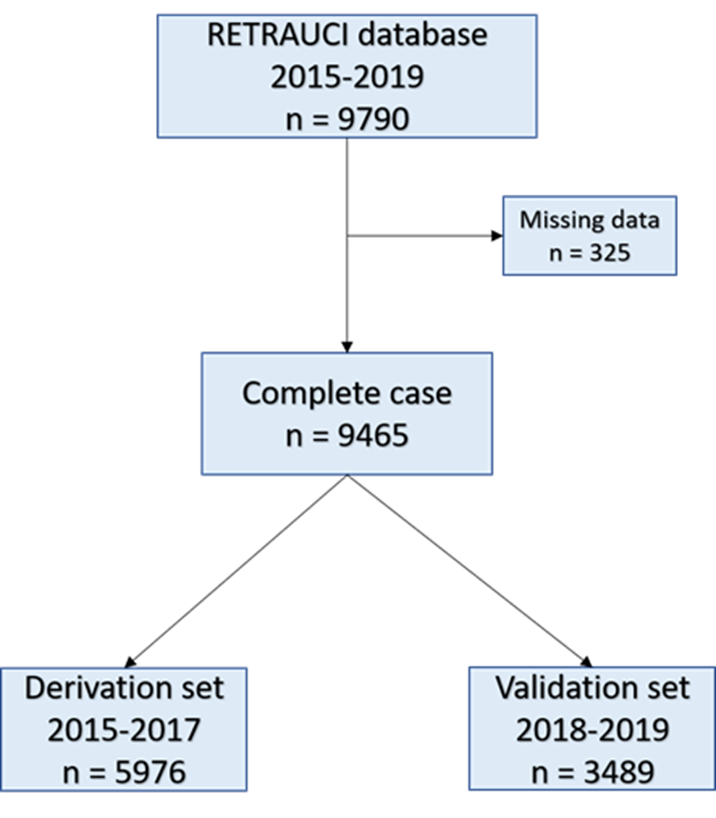 RETRAUCI database
2015-2019
n = 9790
Missing data
n = 325
Complete case
n = 9465
Derivation set
2015-2017
n = 5976
Validation set
2018-2019
n = 3489